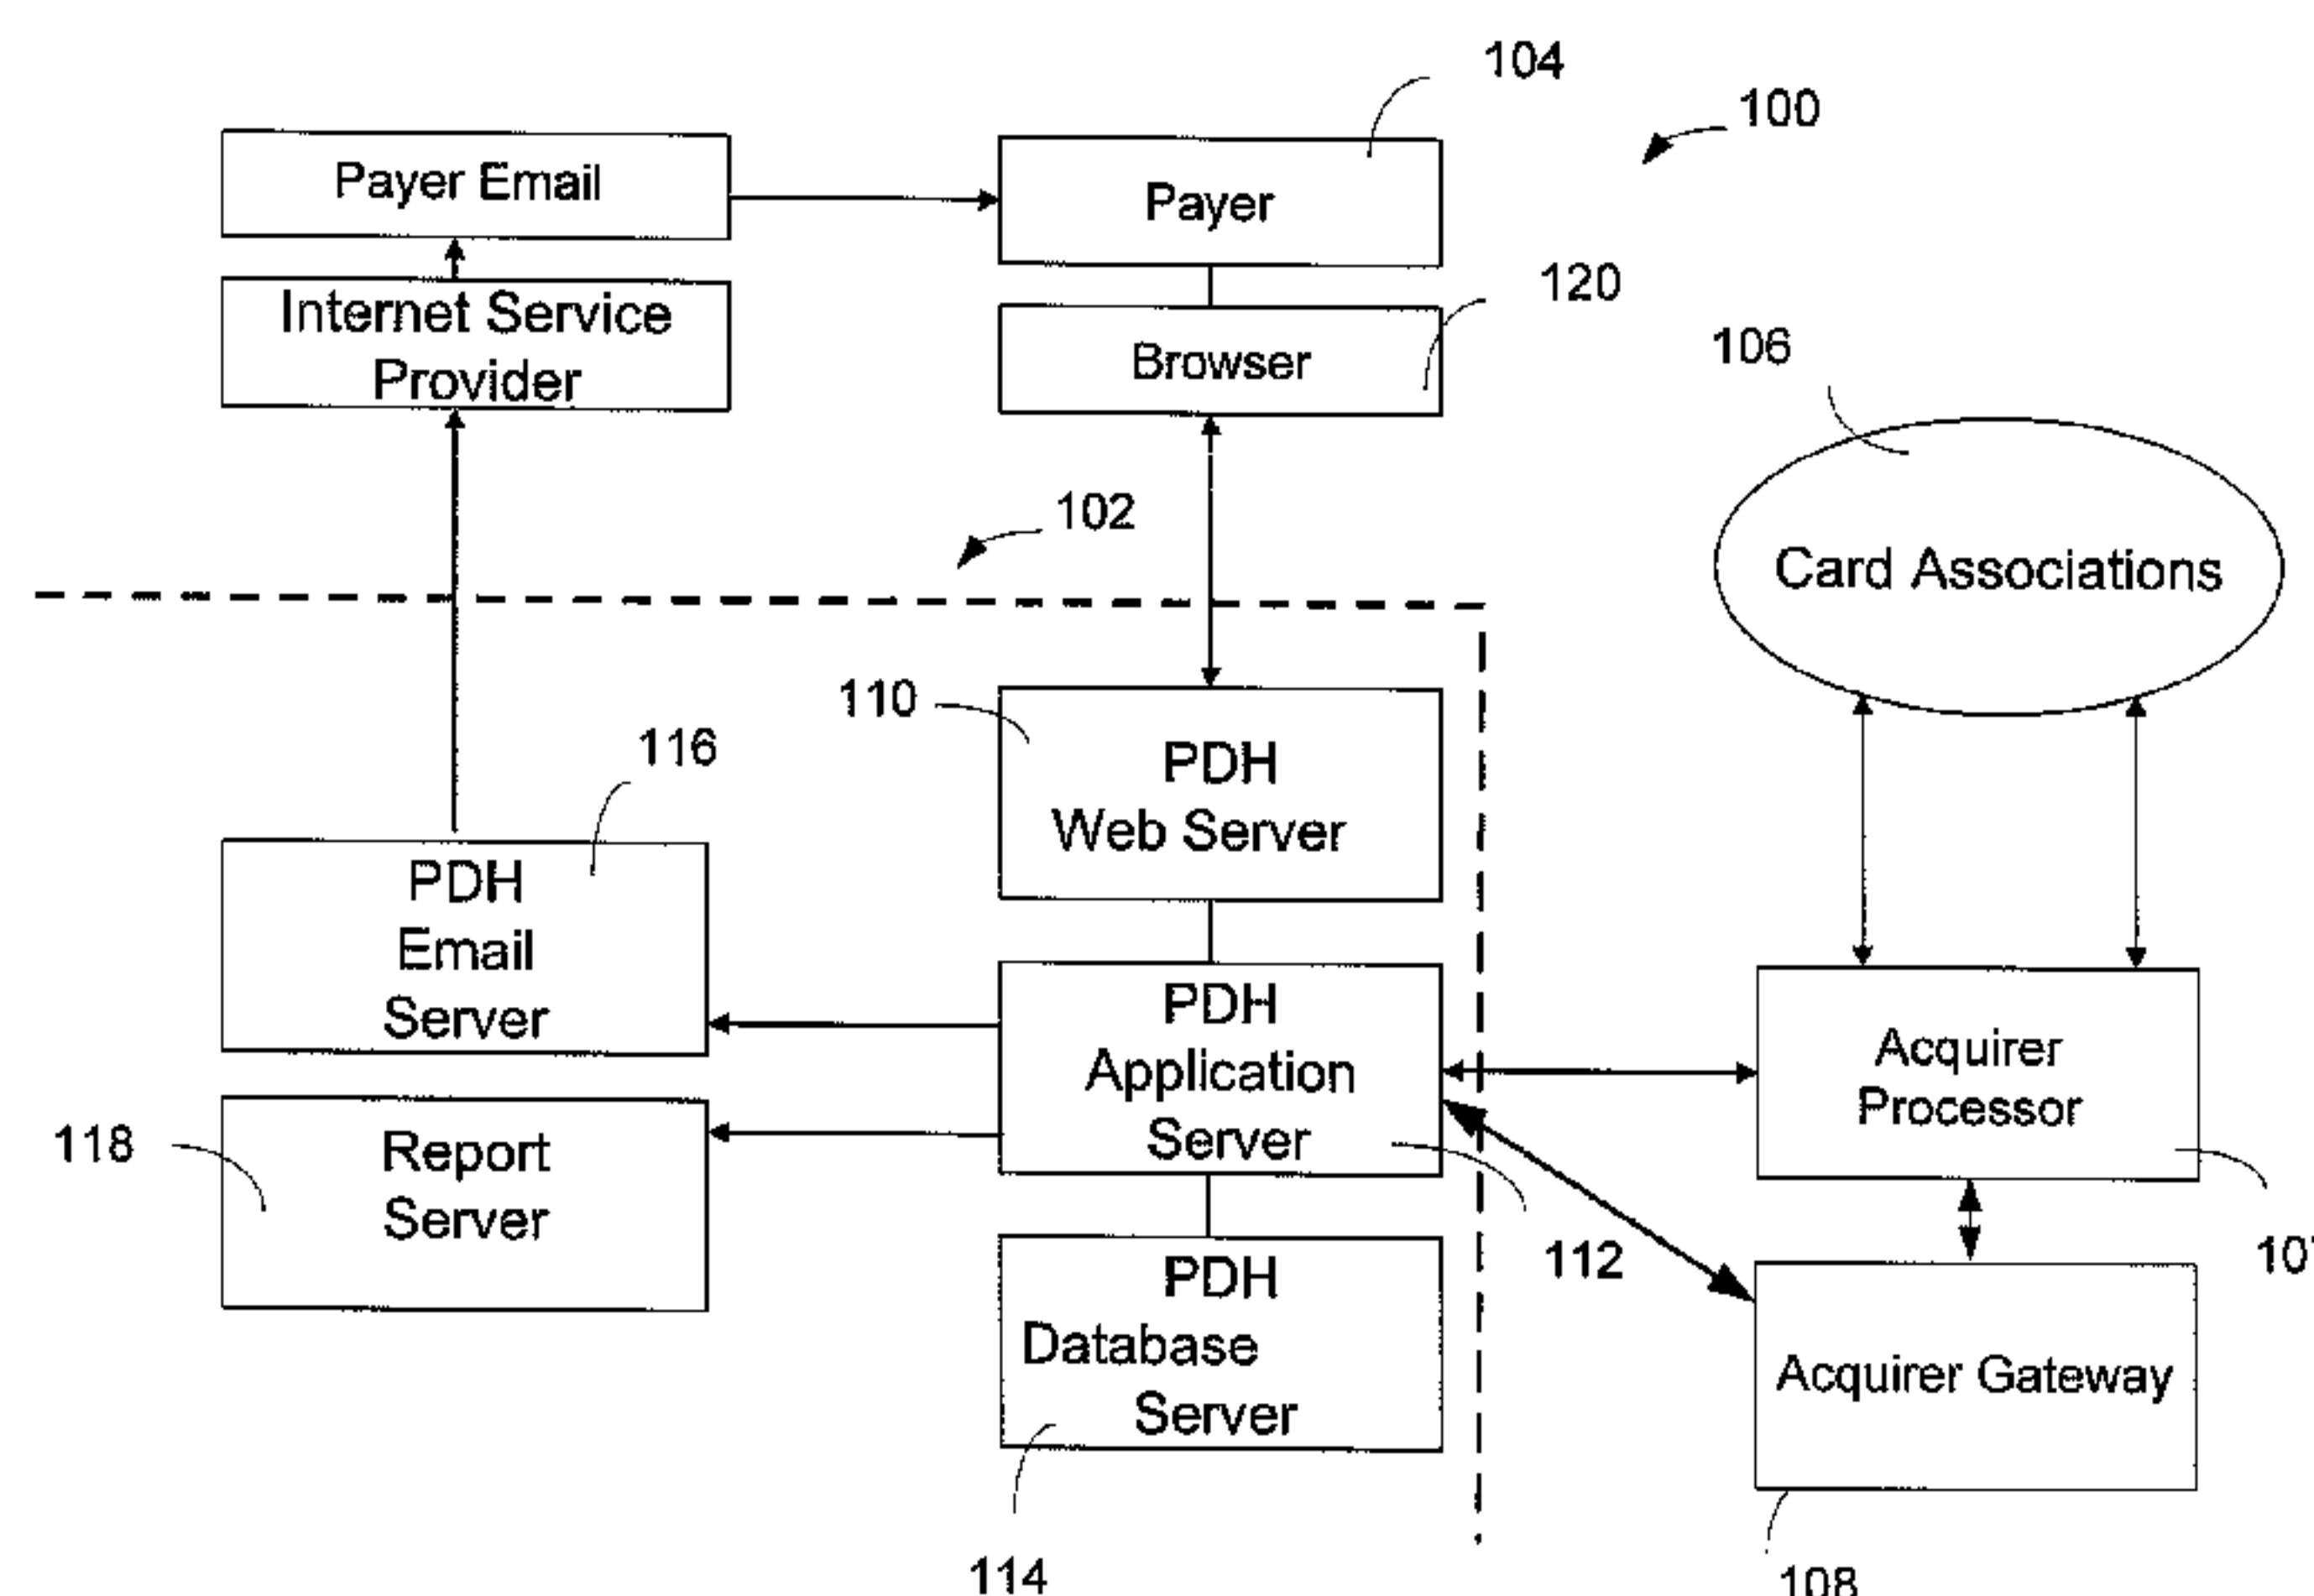 104
100
Payer Email
Payer
Internet Service
Provider
120
Browser
106
102
Card Associations
110
116
PDH
Web Server
PDH
Email
Server
PDH
Application
Server
Acquirer
Processor
118
Report
Server
112
PDH
Database
Server
Acquirer Gateway
114
108